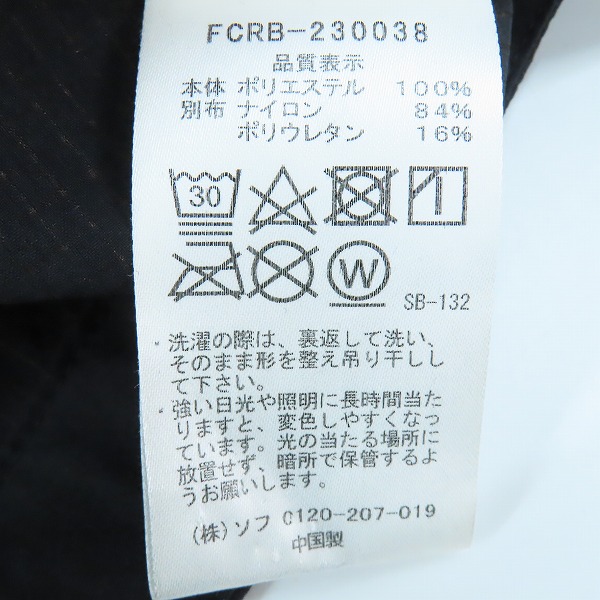 FCRB-230038
品質表示
本体 ポリエステル 100%
別布 ナイロン 84%
ポリウレタン 16%
30
W
SB-132
・洗濯の際は、裏返して洗い、
そのまま形を整え吊り干しし
て下さい。
・強い日光や照明に長時間当た
りますと、変色しやすくなっ
ています。光の当たる場所に
放置せず、暗所で保管するよ
うお願いします。
(株)ソフ 0120-207-019
中国製